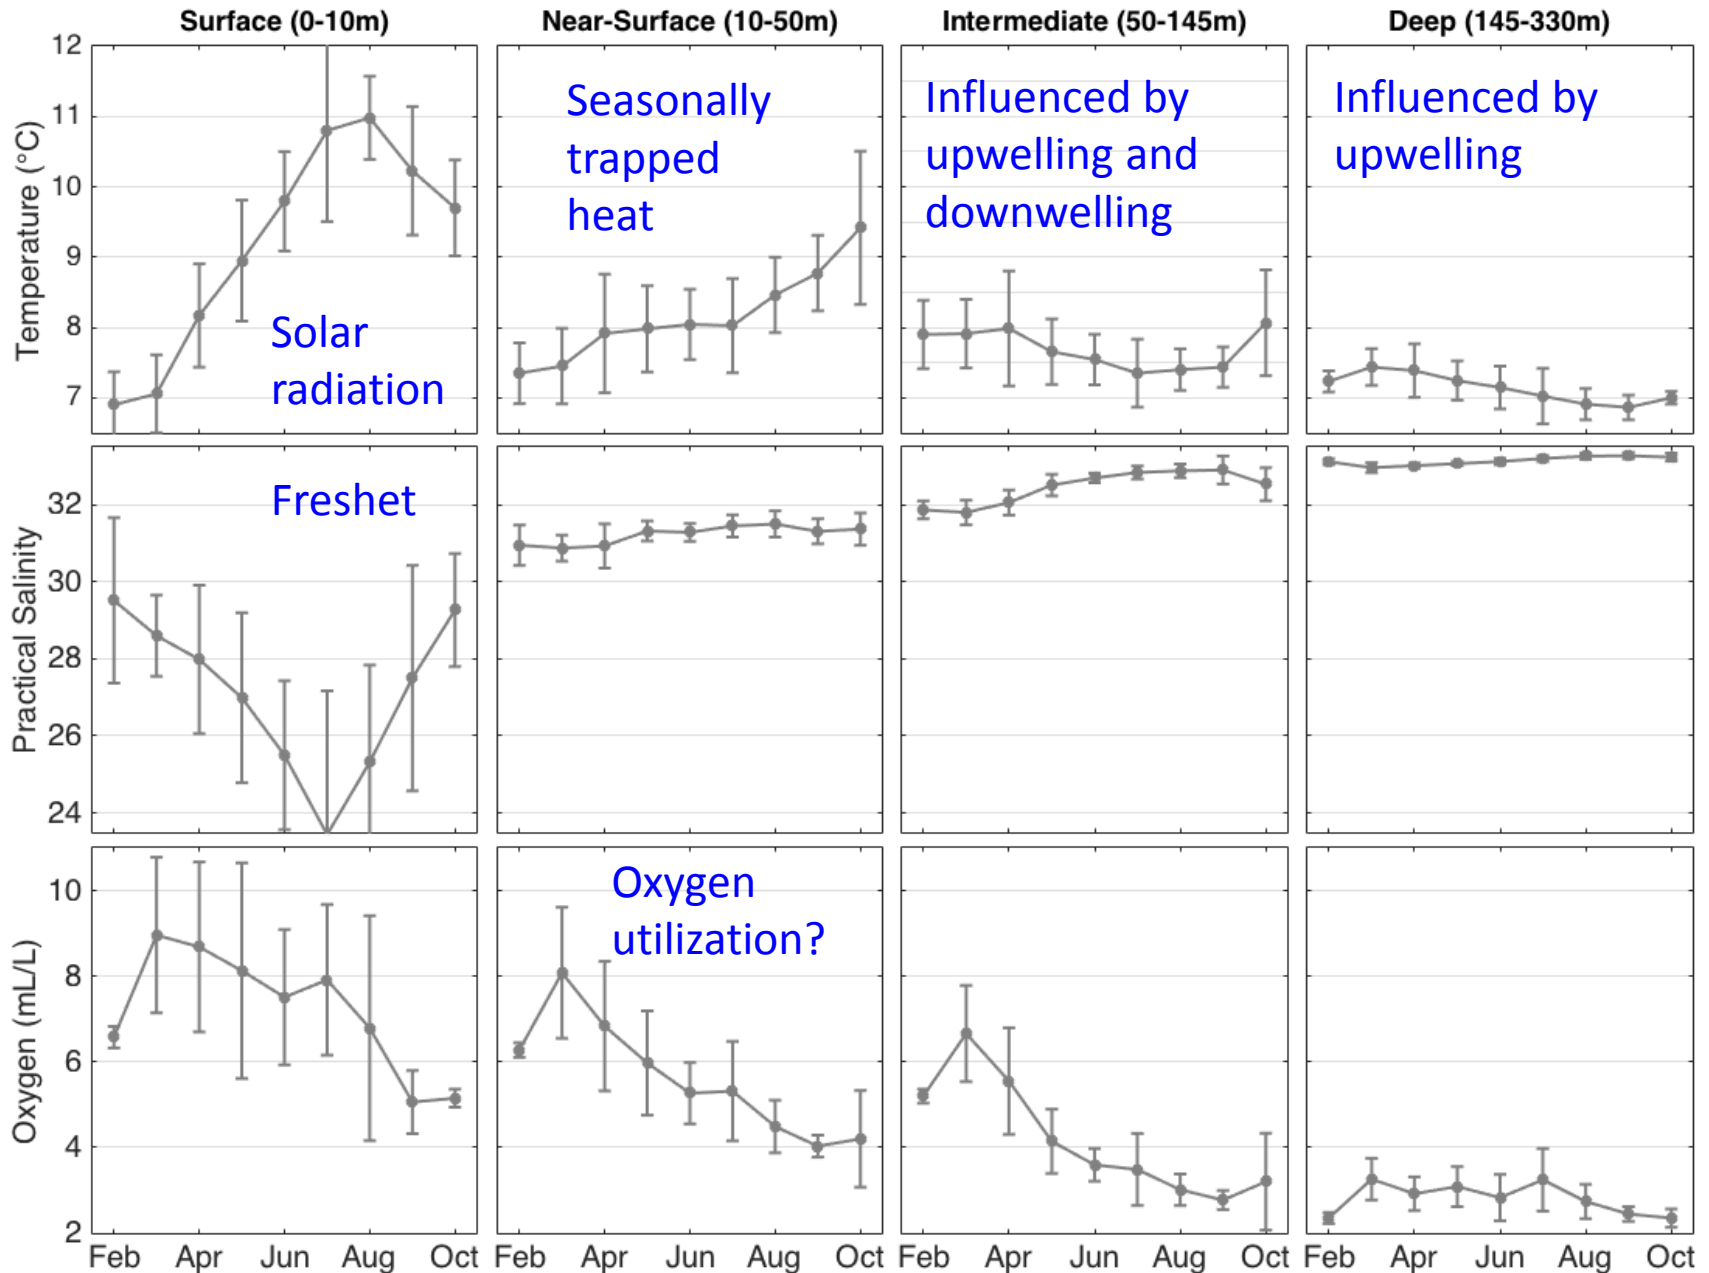 Surface (0-10m)
Near-Surface (10-50m)
Intermediate (50-145m)
Deep (145-330m)
Temperature (°C)
12
11
10
9
8
7
Solar
radiation
Seasonally
trapped
heat
Influenced by
upwelling and
downwelling
Influenced by
upwelling
Practical Salinity
32
30
28
26
24
Freshet
Oxygen (mL/L)
10
8
6
4
2
Oxygen
utilization?
Feb Apr Jun Aug Oct
Feb Apr Jun Aug Oct
Feb Apr Jun Aug Oct
Feb Apr Jun Aug Oct